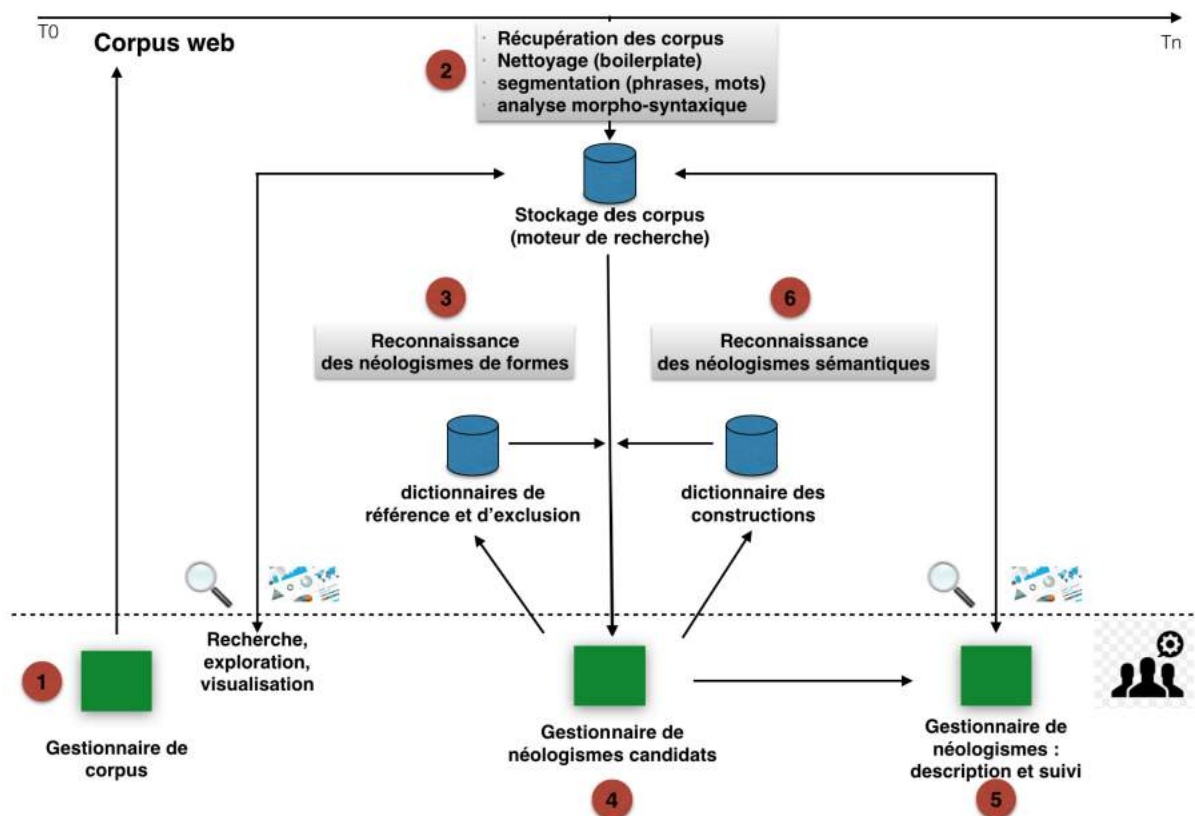 T0
Tn
Corpus web
2
· Récupération des corpus
· Nettoyage (boilerplate)
· segmentation (phrases, mots)
· analyse morpho-syntaxique
Stockage des corpus
(moteur de recherche)
3
Reconnaissance
des néologismes de formes
6
Reconnaissance
des néologismes sémantiques
dictionnaires de
référence et d'exclusion
dictionnaire des
constructions
1
Gestionnaire de
corpus
Recherche,
exploration,
visualisation
Gestionnaire de
néologismes candidats
4
Gestionnaire de
néologismes :
description et suivi
5